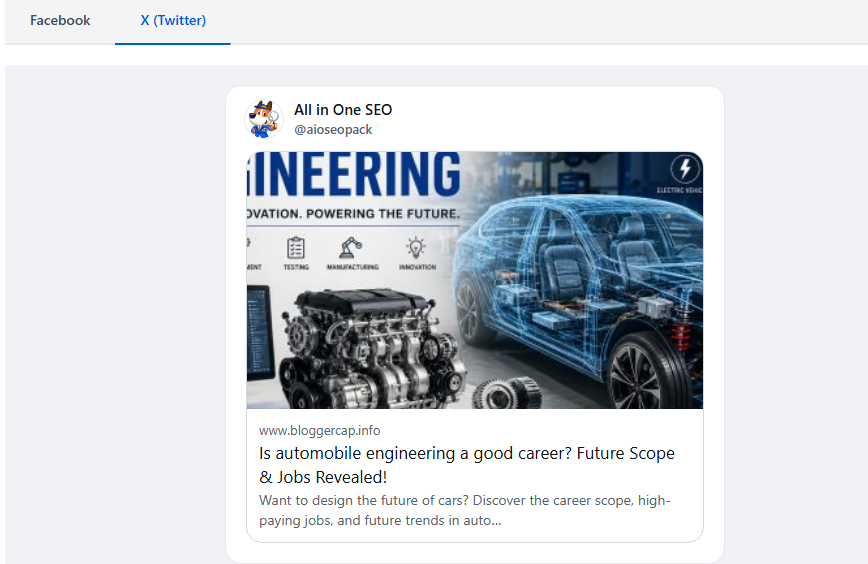 Facebook
X (Twitter)
All in One SEO
@aioseopack
INEERING
OVATION. POWERING THE FUTURE.
ELECTRIC VEHIC
MENT TESTING MANUFACTURING INNOVATION
www.bloggercap.info
Is automobile engineering a good career? Future Scope
& Jobs Revealed!
Want to design the future of cars? Discover the career scope, high-
paying jobs, and future trends in auto...